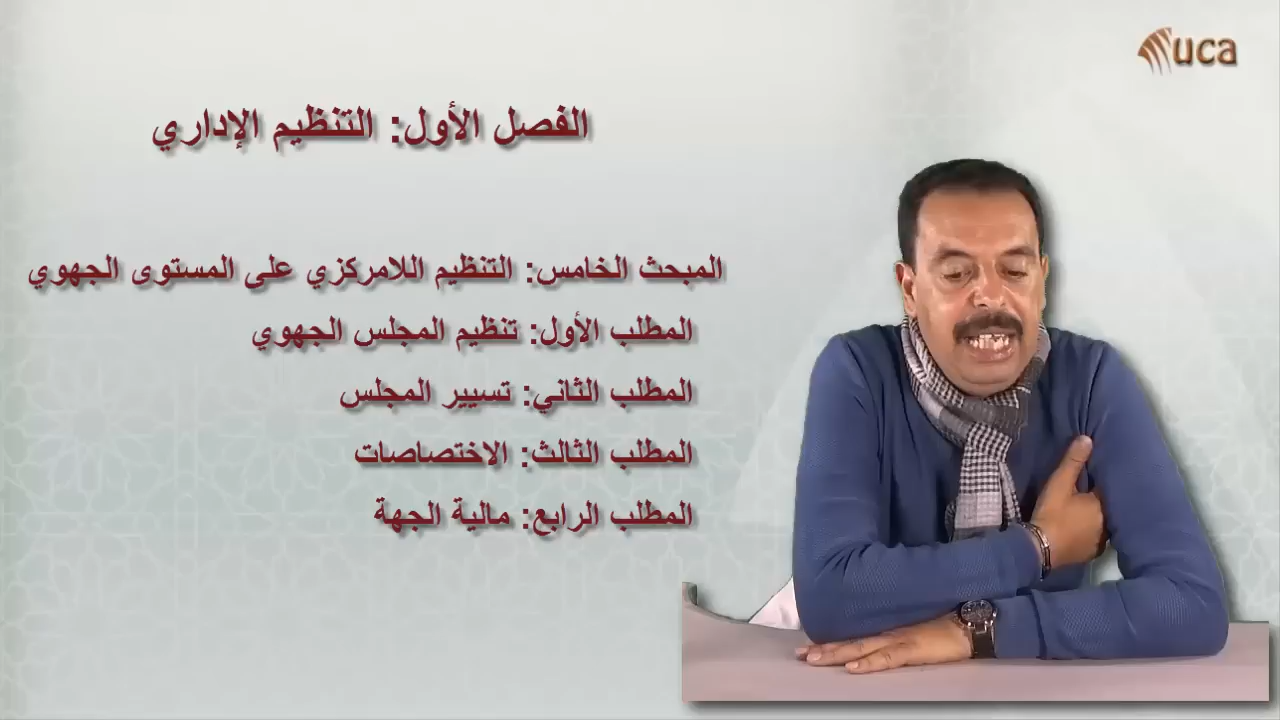 uca
الفصل الأول: التنظيم الإداري
المبحث الخامس: التنظيم اللامركزي على المستوى الجهوي
المطلب الأول: تنظيم المجلس الجهوي
المطلب الثاني: تسيير المجلس
المطلب الثالث: الاختصاصات
المطلب الرابع: مالية الجهة